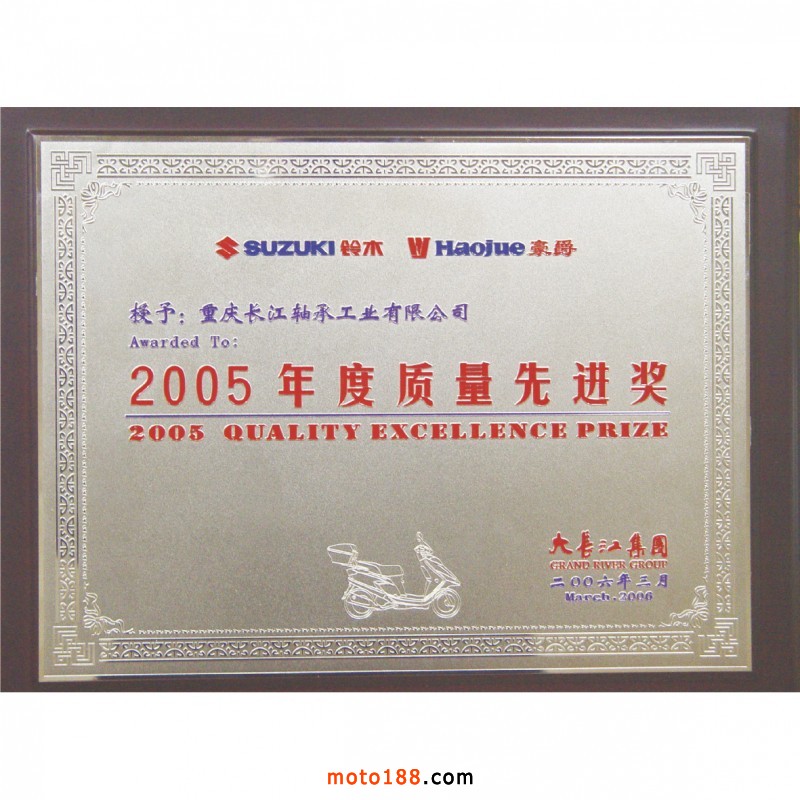 SUZUKI 铃木 Haojue 豪爵
授予：重庆长江轴承工业有限公司
Awarded To:
2005 年度质量先进奖
2005 QUALITY EXCELLENCE PRIZE
大长江集团
GRAND RIVER GROUP
二00六年三月
March.2006
moto188.com